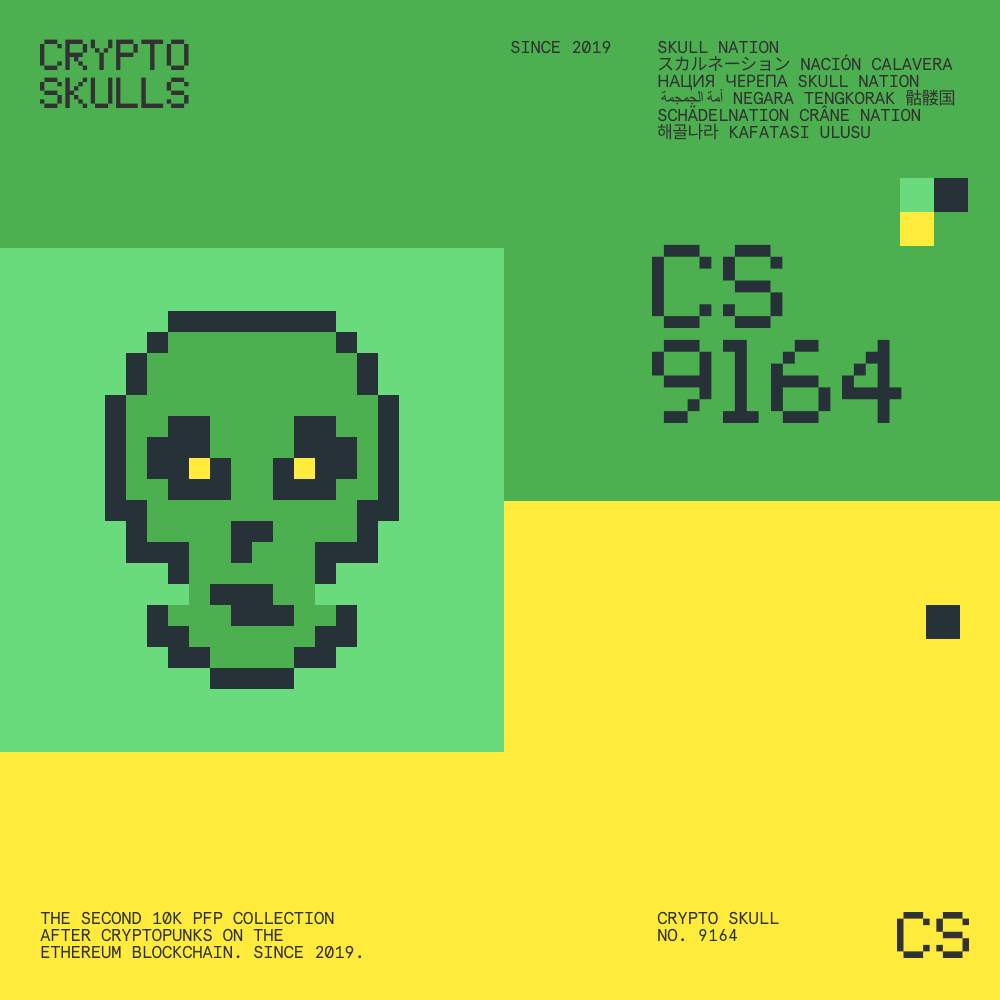 CRYPTO
SKULLS
SINCE 2019
SKULL NATION
スカルネーション NACIÓN CALAVERA
НАЦИЯ ЧЕРЕПА SKULL NATION
أمة الجمجمة NEGARA TENGKORAK 骷髅国
SCHÄDELNATION CRÂNE NATION
해골나라 KAFATASI ULUSU
CS
9164
THE SECOND 10K PFP COLLECTION
AFTER CRYPTOPUNKS ON THE
ETHEREUM BLOCKCHAIN. SINCE 2019.
CRYPTO SKULL
NO. 9164
CS